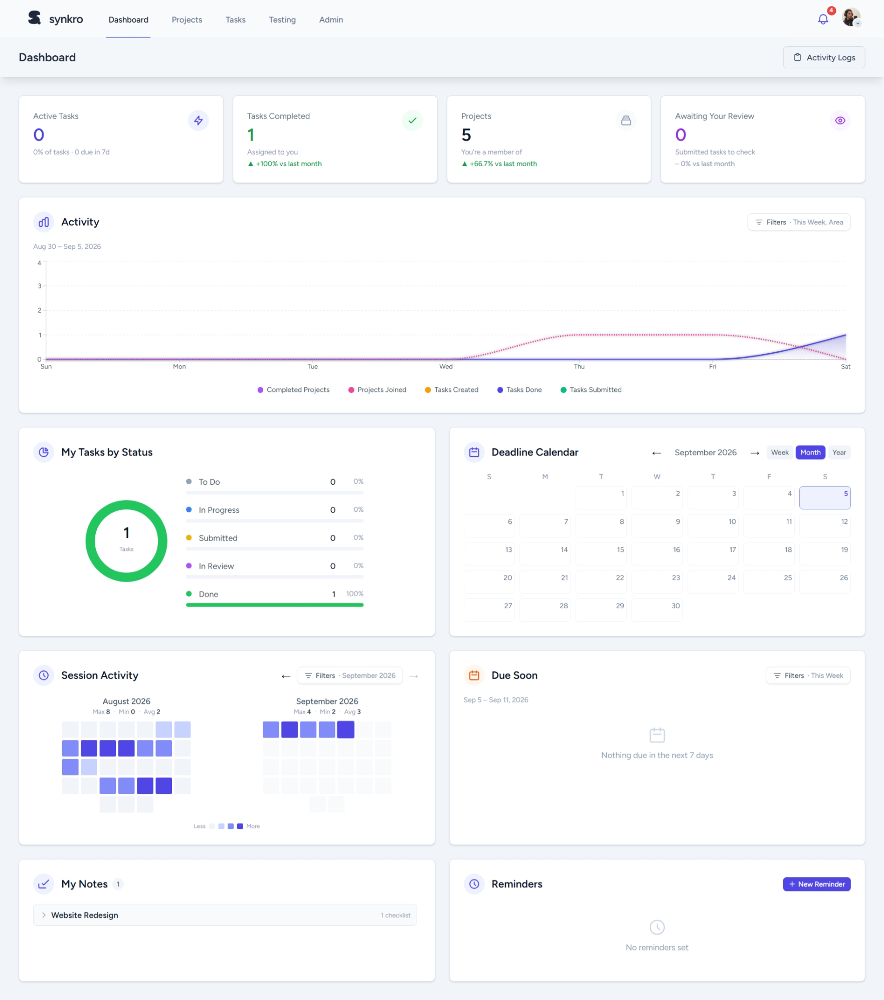 synkro
Dashboard
Projects
Tasks
Testing
Admin
4
Dashboard
Activity Logs
Active Tasks
0
0% of tasks · 0 due in 7d
Tasks Completed
1
Assigned to you
▲ +100% vs last month
Projects
5
You're a member of
▲ +66.7% vs last month
Awaiting Your Review
0
Submitted tasks to check
– 0% vs last month
Activity
Filters · This Week, Area
Aug 30 – Sep 5, 2026
4
3
2
1
0
Sun Mon Tue Wed Thu Fri Sat
Completed Projects Projects Joined Tasks Created Tasks Done Tasks Submitted
My Tasks by Status
1
Tasks
To Do 0 0%
In Progress 0 0%
Submitted 0 0%
In Review 0 0%
Done 1 100%
Deadline Calendar
← September 2026 →
Week Month Year
S M T W T F S
1 2 3 4 5
6 7 8 9 10 11 12
13 14 15 16 17 18 19
20 21 22 23 24 25 26
27 28 29 30
Session Activity
← Filters · September 2026 →
August 2026
Max 8 · Min 0 · Avg 2
September 2026
Max 4 · Min 2 · Avg 3
Less More
Due Soon
Filters · This Week
Sep 5 – Sep 11, 2026
Nothing due in the next 7 days
My Notes 1
Website Redesign
1 checklist
Reminders
+ New Reminder
No reminders set